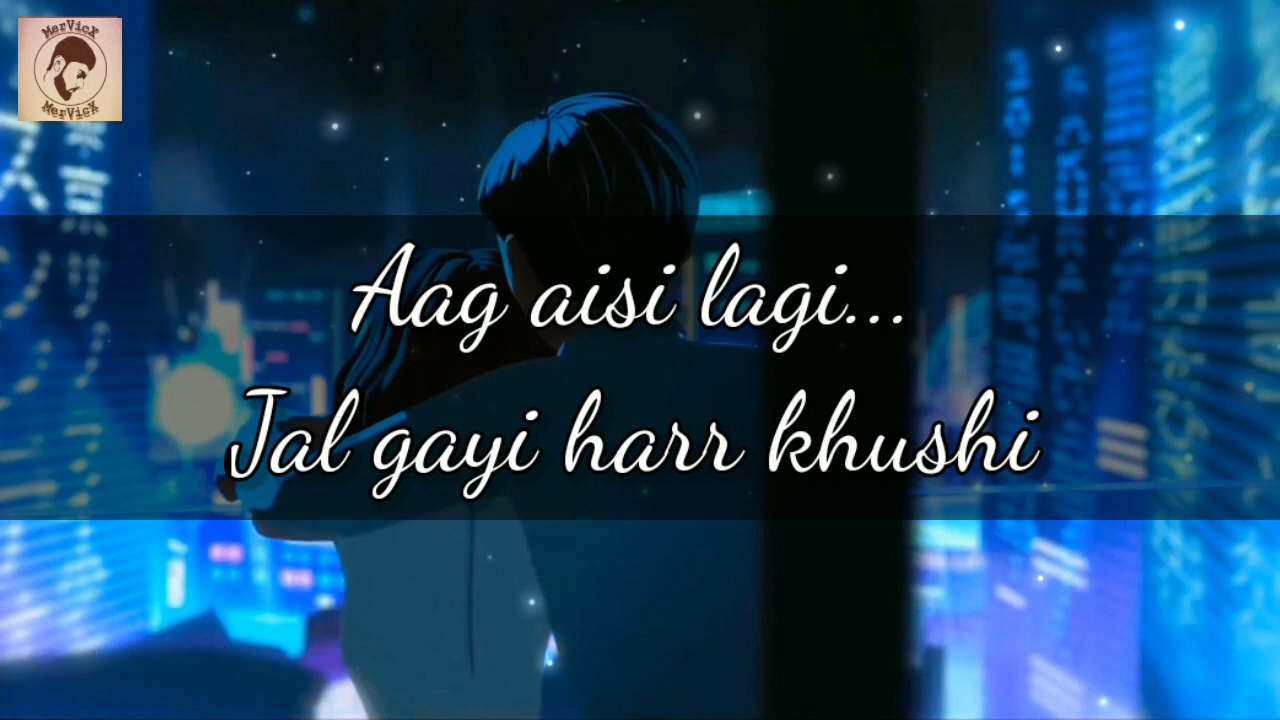 MerVicX
MerVicX
Aag aisi lagi...
Jal gayi harr khushi